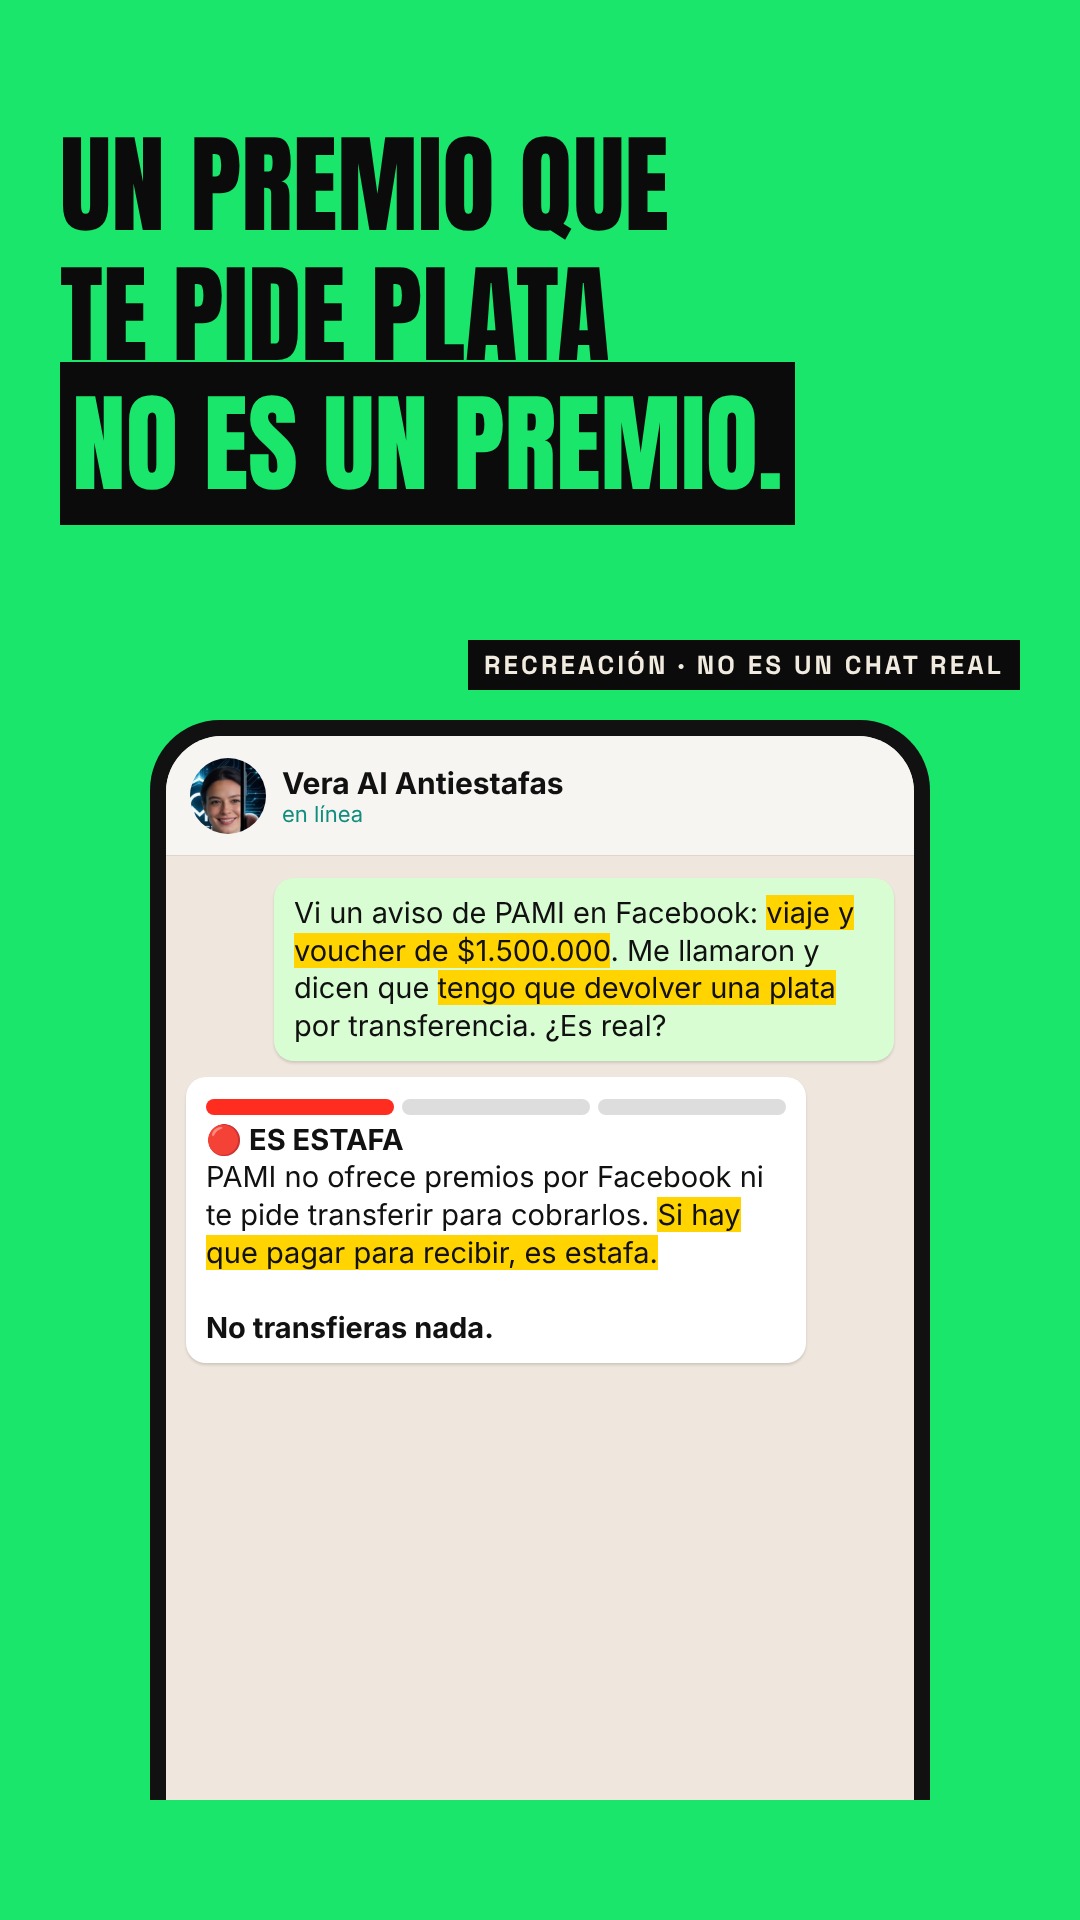 UN PREMIO QUE
TE PIDE PLATA
NO ES UN PREMIO.
RECREACIÓN · NO ES UN CHAT REAL
Vera AI Antiestafas
en línea
Vi un aviso de PAMI en Facebook: viaje y
voucher de $1.500.000. Me llamaron y
dicen que tengo que devolver una plata
por transferencia. ¿Es real?
🔴 ES ESTAFA
PAMI no ofrece premios por Facebook ni
te pide transferir para cobrarlos. Si hay
que pagar para recibir, es estafa.
No transfieras nada.